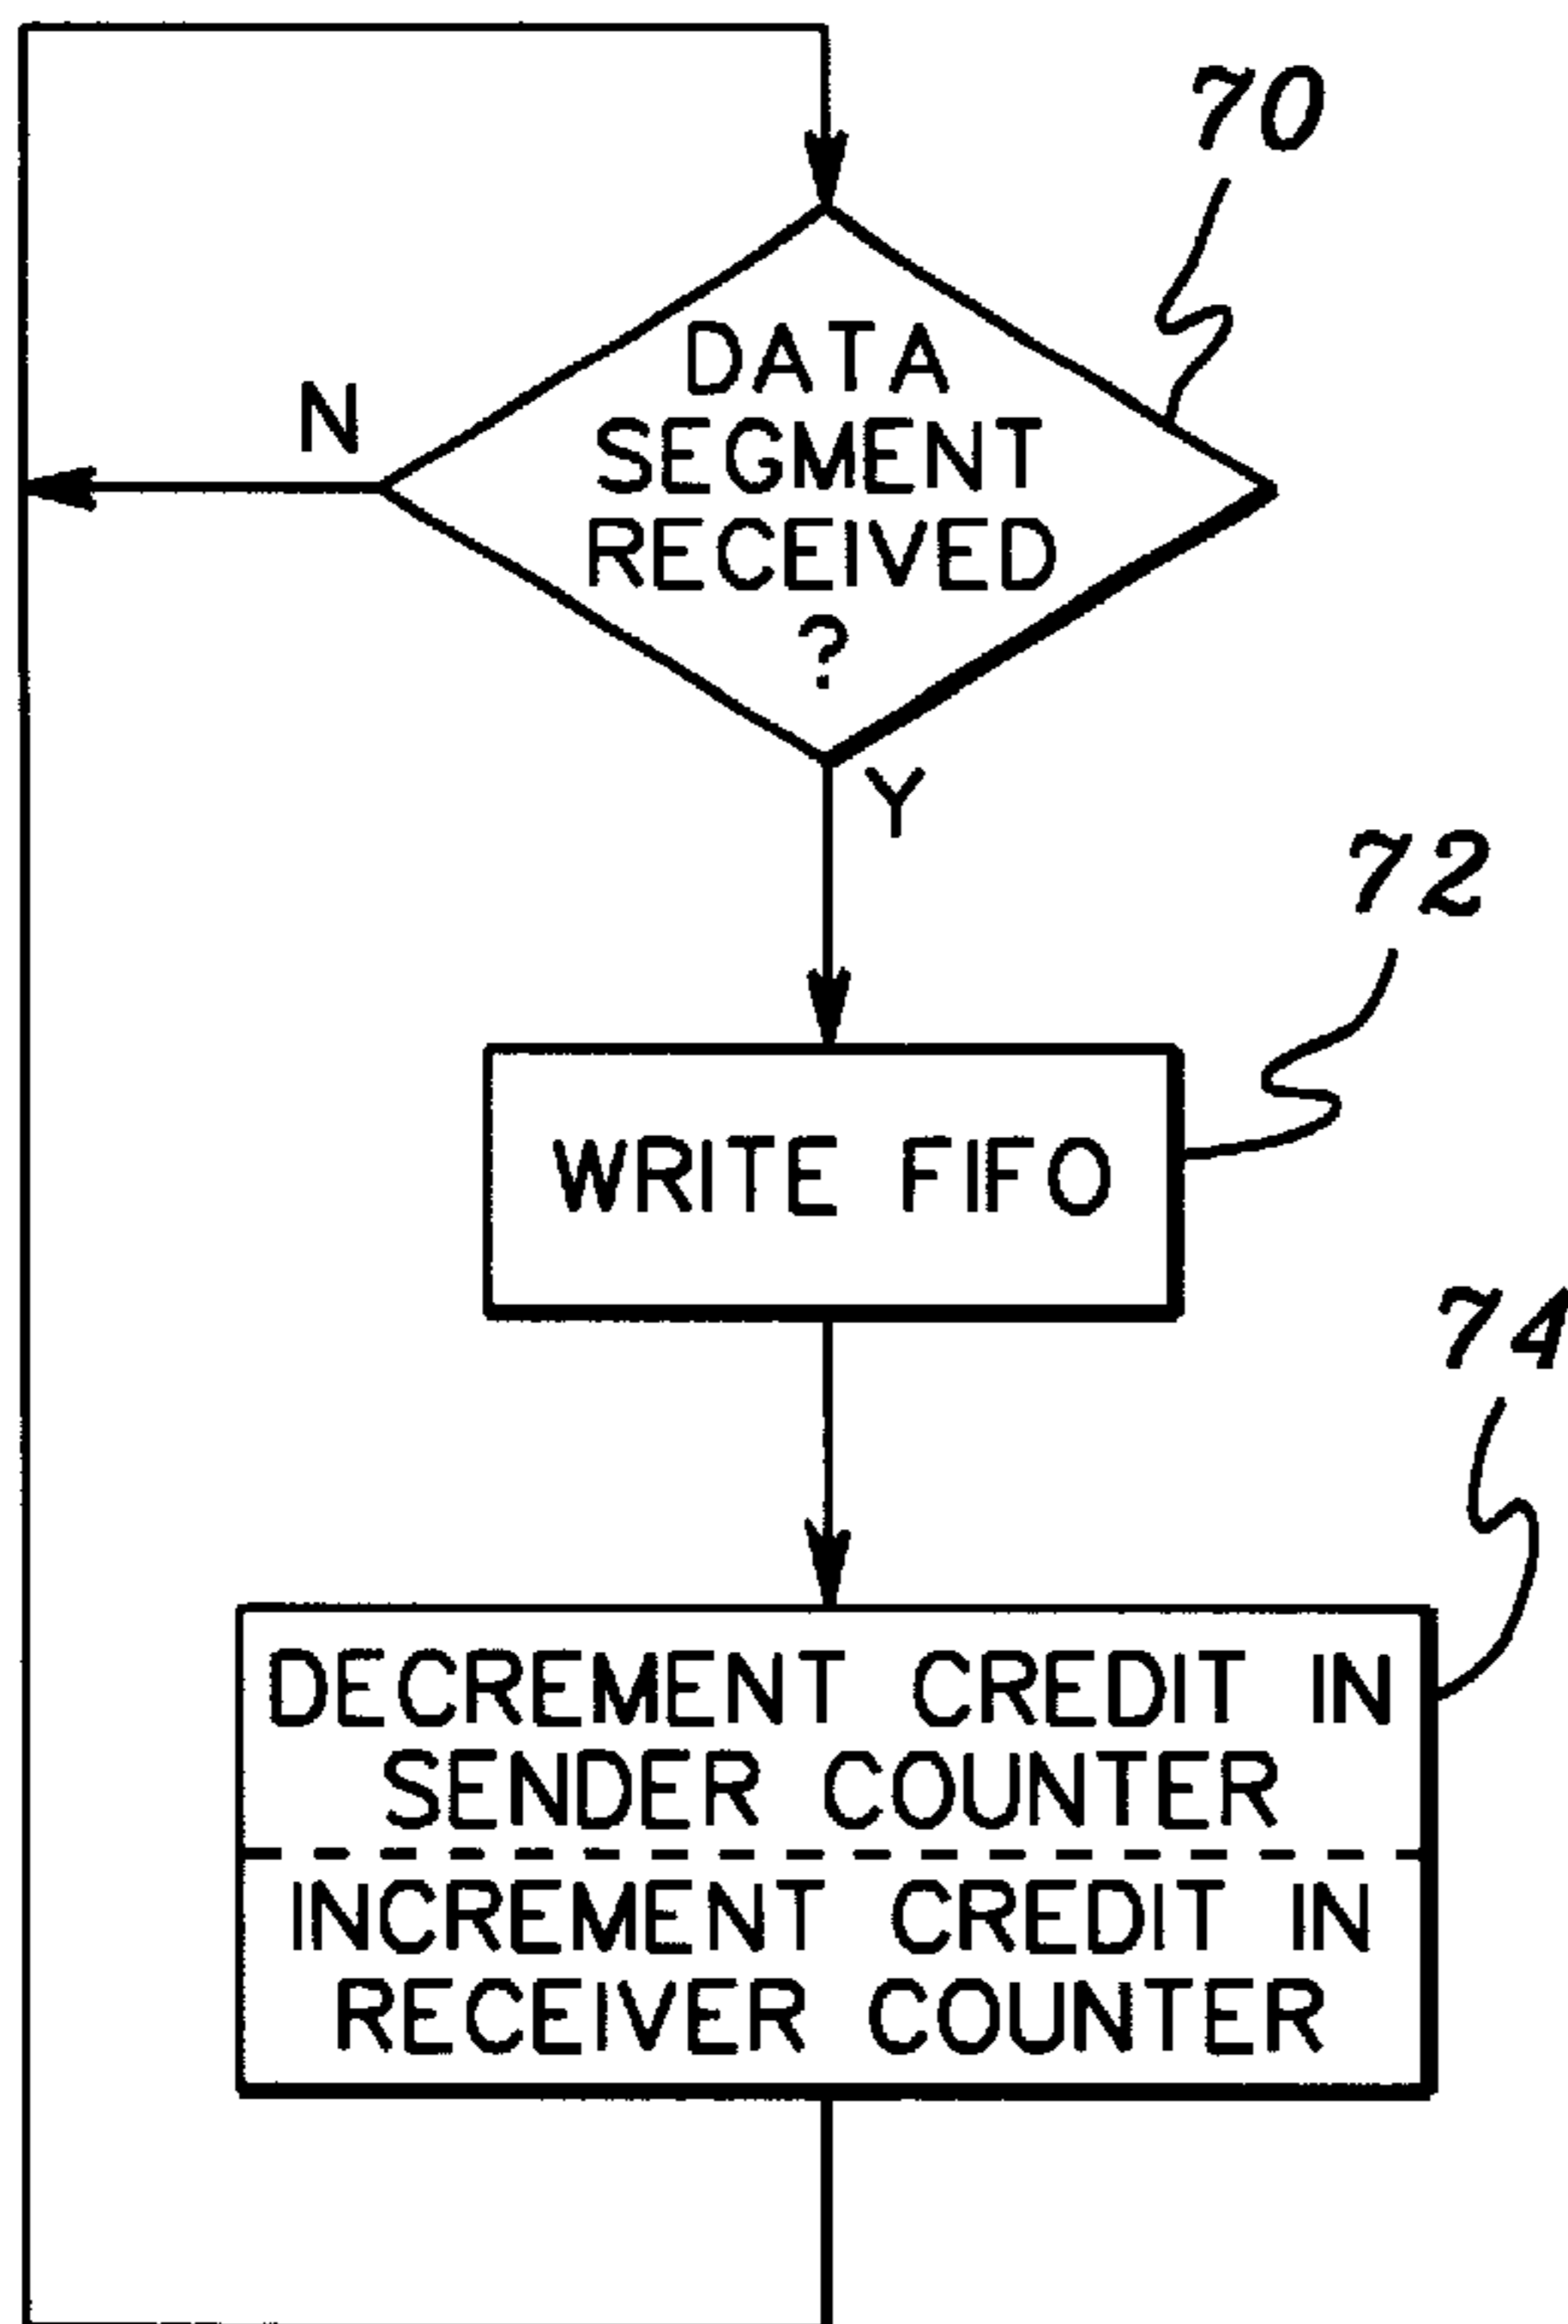 70
DATA
SEGMENT
RECEIVED
?
N
Y
72
WRITE FIFO
74
DECREMENT CREDIT IN
SENDER COUNTER
INCREMENT CREDIT IN
RECEIVER COUNTER